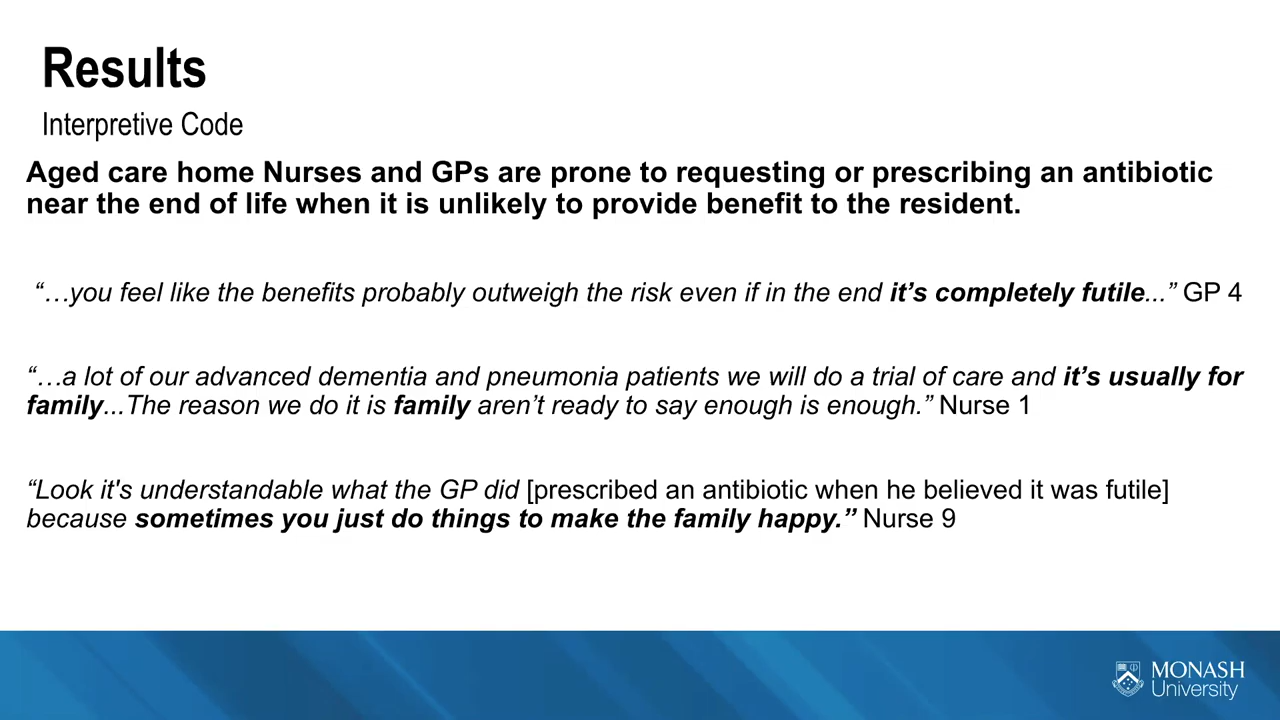 Results
Interpretive Code
Aged care home Nurses and GPs are prone to requesting or prescribing an antibiotic
near the end of life when it is unlikely to provide benefit to the resident.
“…you feel like the benefits probably outweigh the risk even if in the end it’s completely futile...” GP 4
“…a lot of our advanced dementia and pneumonia patients we will do a trial of care and it’s usually for
family...The reason we do it is family aren’t ready to say enough is enough.” Nurse 1
“Look it's understandable what the GP did [prescribed an antibiotic when he believed it was futile]
because sometimes you just do things to make the family happy.” Nurse 9
MONASH
University